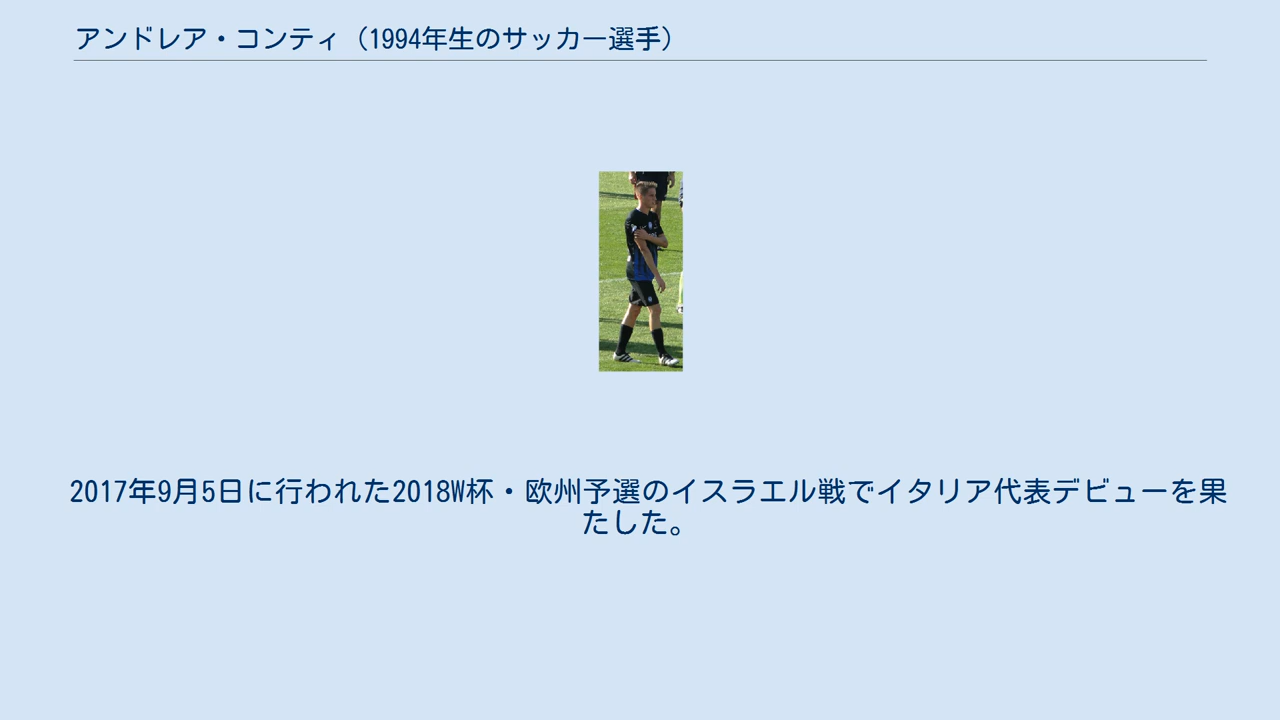 アンドレア・コンティ（1994年生のサッカー選手）
2017年9月5日に行われた2018W杯・欧州予選のイスラエル戦でイタリア代表デビューを果
たした。